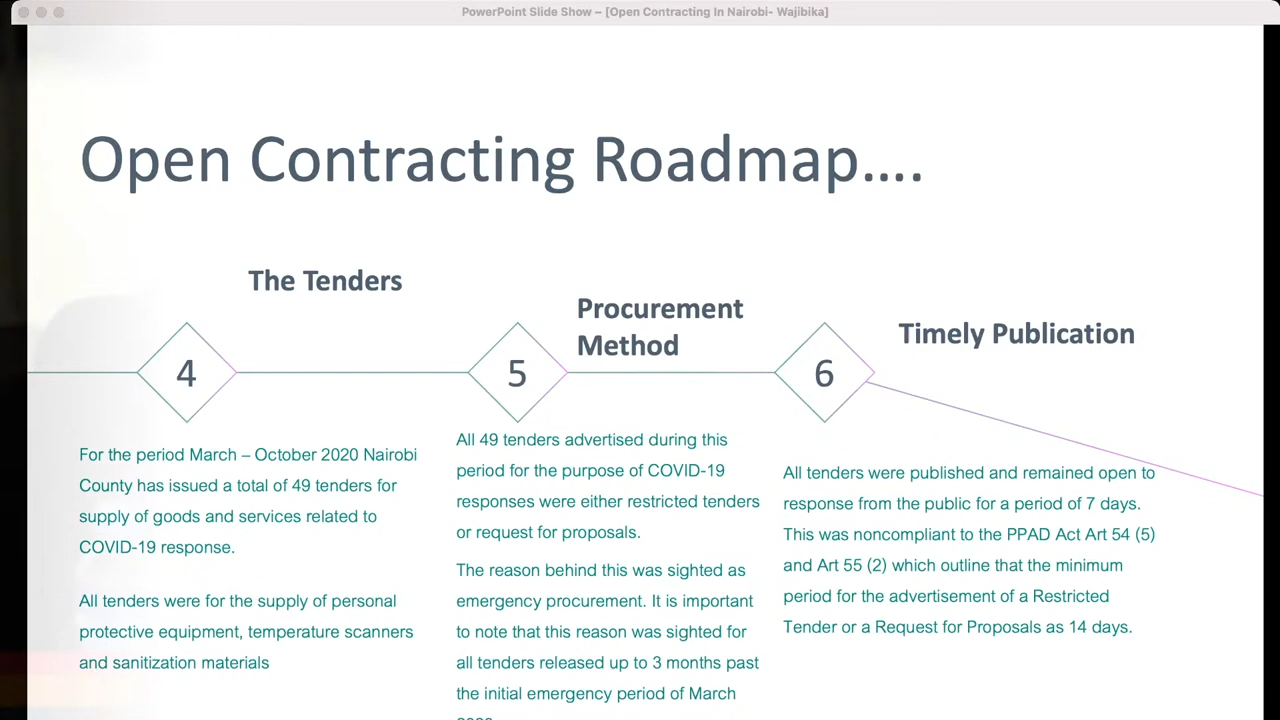 PowerPoint Slide Show – [Open Contracting In Nairobi- Wajibika]
Open Contracting Roadmap....
The Tenders
4
For the period March – October 2020 Nairobi
County has issued a total of 49 tenders for
supply of goods and services related to
COVID-19 response.
All tenders were for the supply of personal
protective equipment, temperature scanners
and sanitization materials
Procurement
Method
5
All 49 tenders advertised during this
period for the purpose of COVID-19
responses were either restricted tenders
or request for proposals.
The reason behind this was sighted as
emergency procurement. It is important
to note that this reason was sighted for
all tenders released up to 3 months past
the initial emergency period of March
Timely Publication
6
All tenders were published and remained open to
response from the public for a period of 7 days.
This was noncompliant to the PPAD Act Art 54 (5)
and Art 55 (2) which outline that the minimum
period for the advertisement of a Restricted
Tender or a Request for Proposals as 14 days.